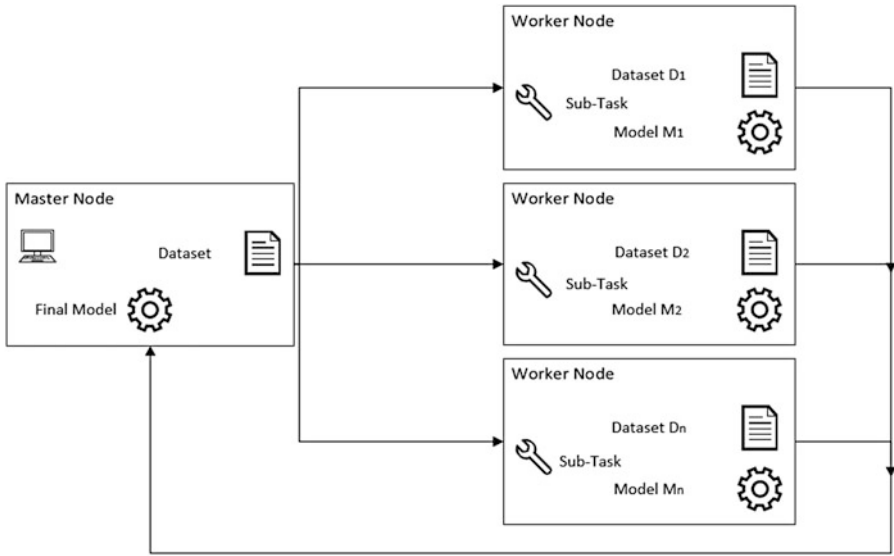 Master Node
Dataset
Final Model
Worker Node
Dataset D1
Sub-Task
Model M1
Worker Node
Dataset D2
Sub-Task
Model M2
Worker Node
Dataset Dn
Sub-Task
Model Mn